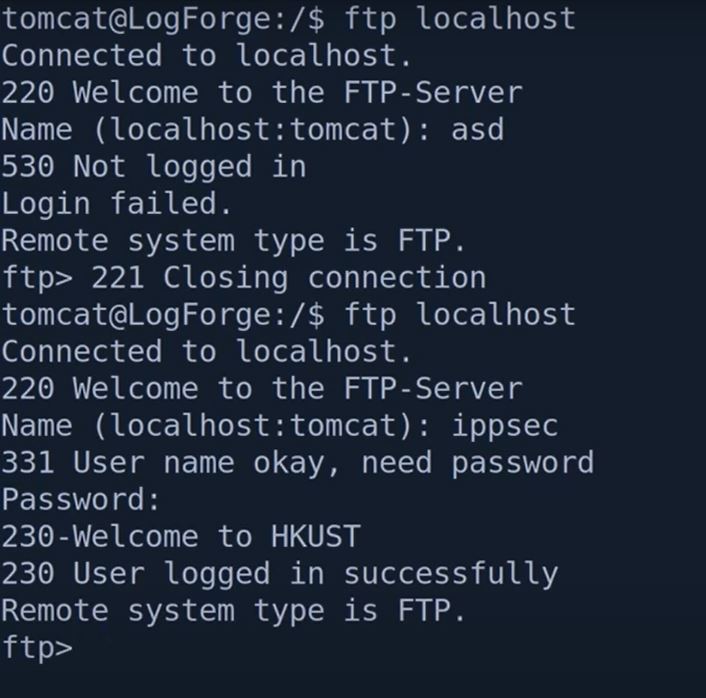 tomcat@LogForge:/$ ftp localhost
Connected to localhost.
220 Welcome to the FTP-Server
Name (localhost:tomcat): asd
530 Not logged in
Login failed.
Remote system type is FTP.
ftp> 221 Closing connection
tomcat@LogForge:/$ ftp localhost
Connected to localhost.
220 Welcome to the FTP-Server
Name (localhost:tomcat): ippsec
331 User name okay, need password
Password:
230-Welcome to HKUST
230 User logged in successfully
Remote system type is FTP.
ftp>